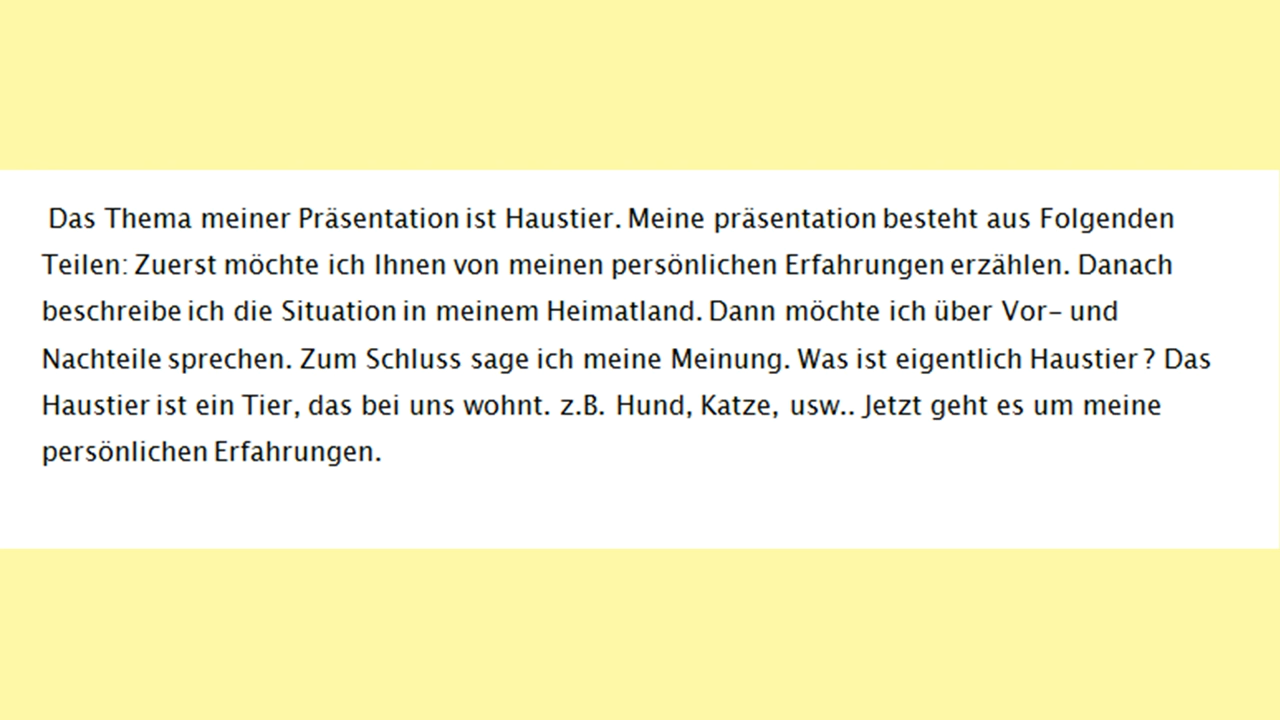 Das Thema meiner Präsentation ist Haustier. Meine präsentation besteht aus Folgenden
Teilen: Zuerst möchte ich Ihnen von meinen persönlichen Erfahrungen erzählen. Danach
beschreibe ich die Situation in meinem Heimatland. Dann möchte ich über Vor- und
Nachteile sprechen. Zum Schluss sage ich meine Meinung. Was ist eigentlich Haustier ? Das
Haustier ist ein Tier, das bei uns wohnt. z.B. Hund, Katze, usw.. Jetzt geht es um meine
persönlichen Erfahrungen.